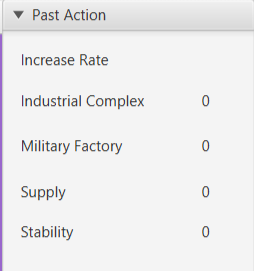 Past Action
Increase Rate
Industrial Complex 0
Military Factory 0
Supply 0
Stability 0